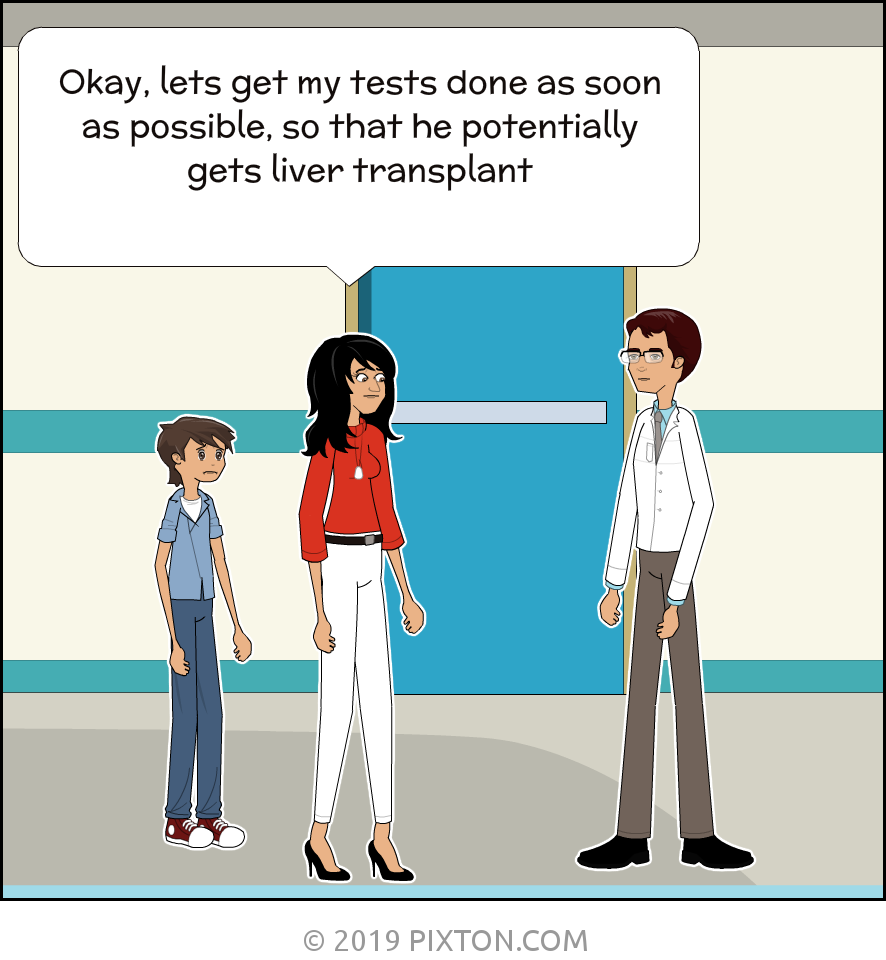 Okay, lets get my tests done as soon
as possible, so that he potentially
gets liver transplant
© 2019 PIXTON.COM